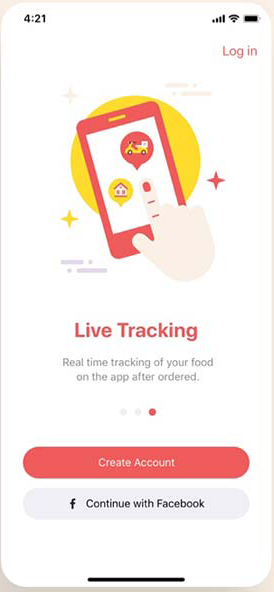 4:21
Log in
Live Tracking
Real time tracking of your food
on the app after ordered.
Create Account
Continue with Facebook